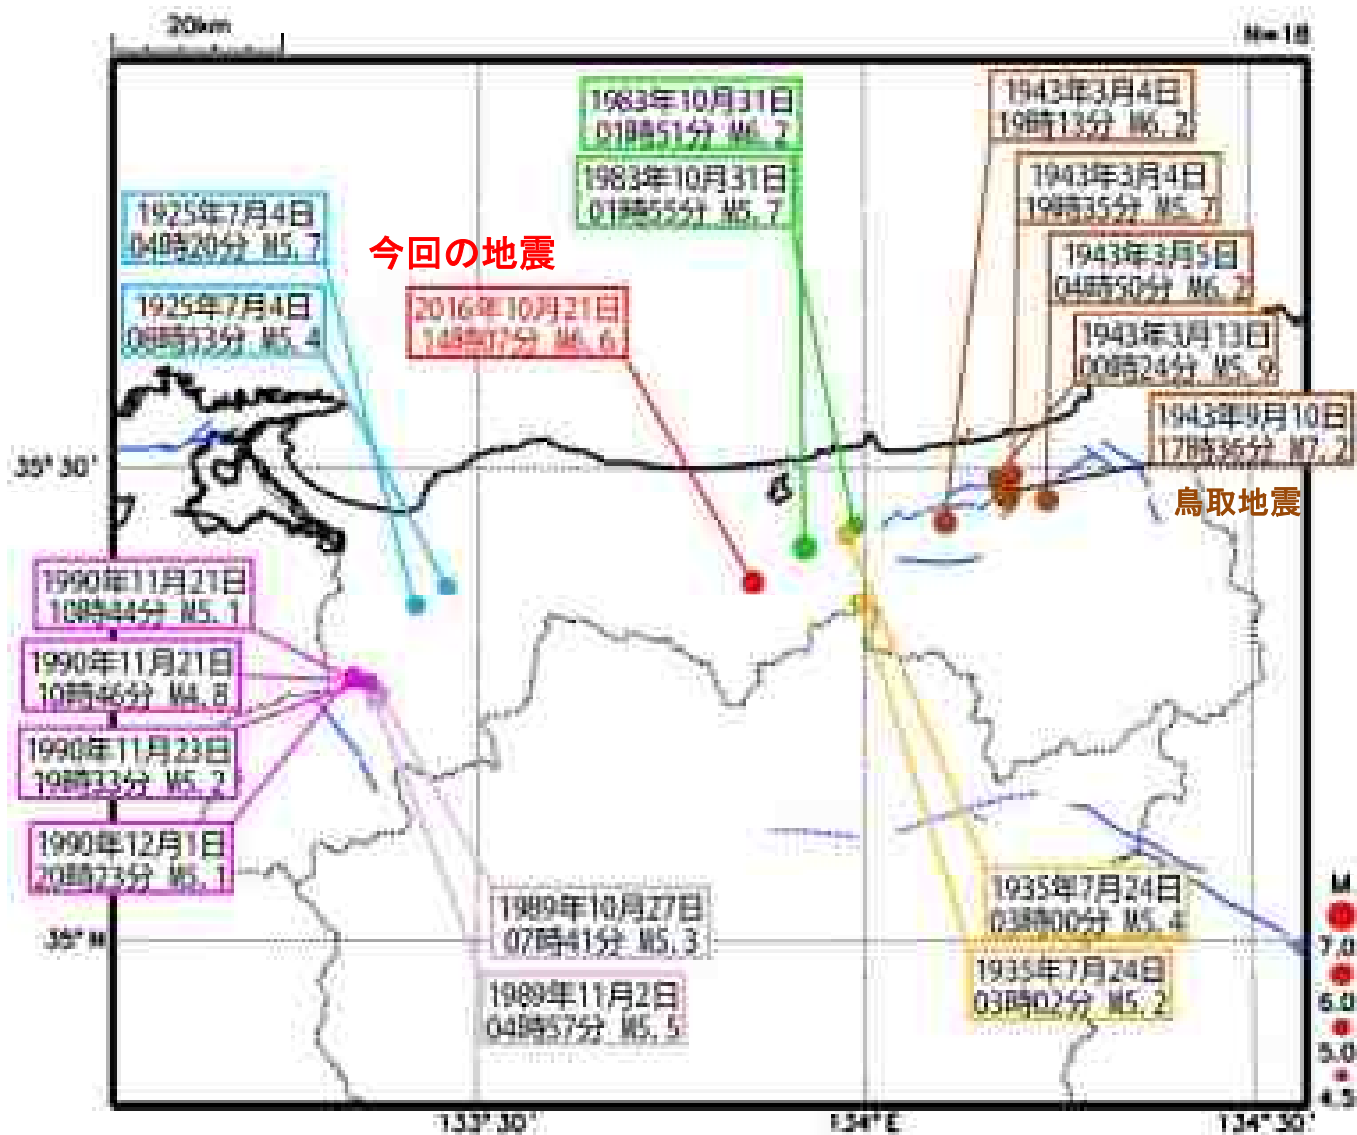 20km
N=18
1983年10月31日
01時51分 M6.2
1983年10月31日
01時55分 M5.7
1943年3月4日
19時13分 M6.2
1943年3月4日
19時35分 M5.7
1943年3月5日
04時50分 M6.2
1943年3月13日
00時24分 M5.9
1943年9月10日
17時36分 M7.2
鳥取地震
1925年7月4日
04時20分 M5.7
1925年7月4日
08時53分 M5.4
今回の地震
2016年10月21日
14時07分 M6.6
35°30'
1990年11月21日
10時44分 M5.1
1990年11月21日
10時46分 M4.8
1990年11月23日
19時33分 M5.2
1990年12月1日
20時23分 M5.1
1989年10月27日
07時41分 M5.3
1989年11月2日
04時57分 M5.5
1935年7月24日
03時00分 M5.4
1935年7月24日
03時02分 M5.2
35°N
M
7.0
6.0
5.0
4.5
133°30'
134°E
134°30'